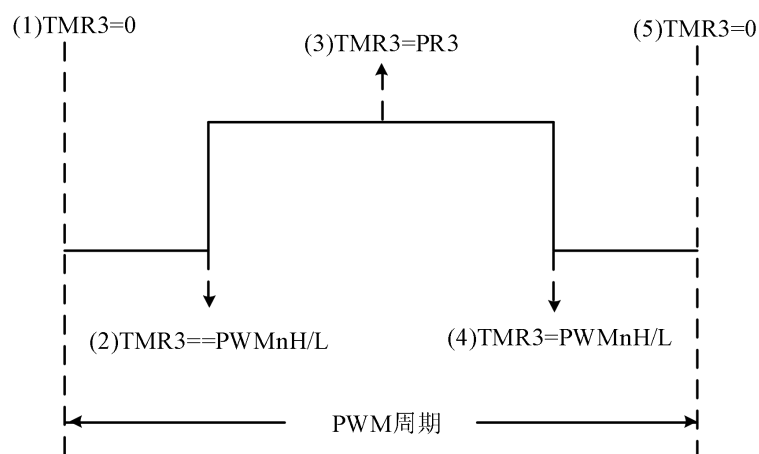 (1)TMR3=0
(3)TMR3=PR3
(5)TMR3=0
(2)TMR3==PWMnH/L
(4)TMR3=PWMnH/L
PWM周期